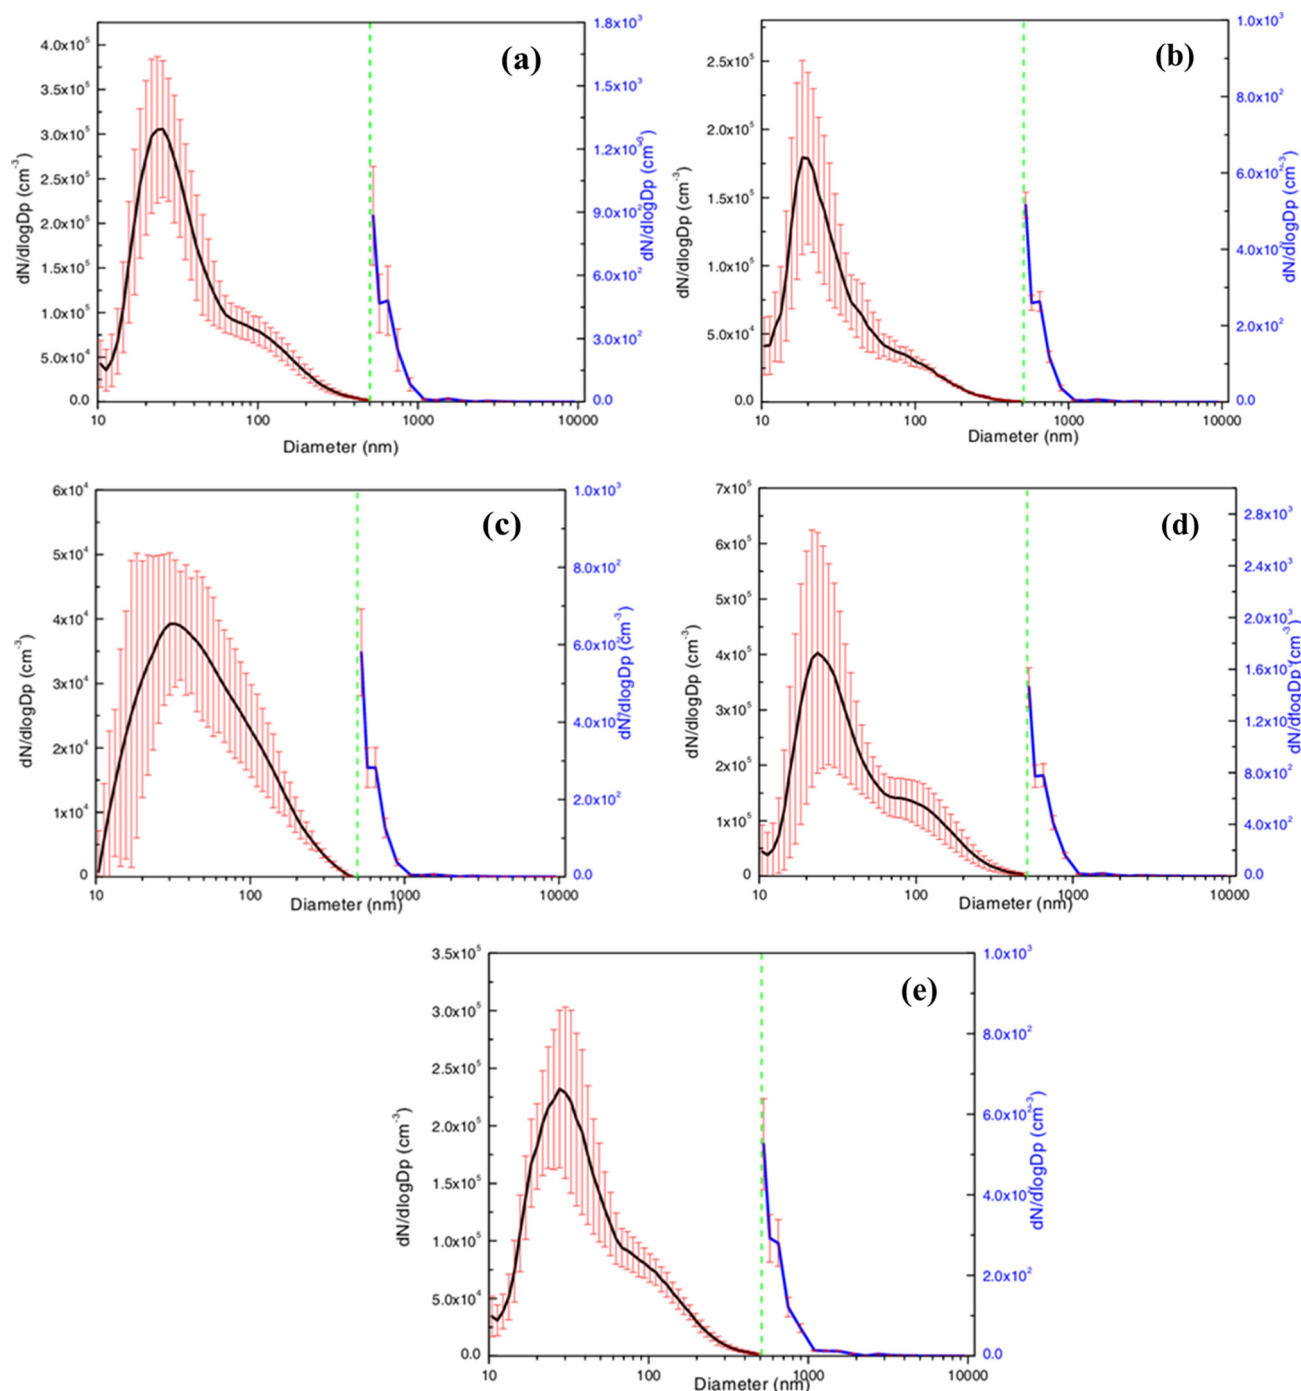 (a)
dN/dlogDp (cm⁻³)
4.0x10⁵
3.5x10⁵
3.0x10⁵
2.5x10⁵
2.0x10⁵
1.5x10⁵
1.0x10⁵
5.0x10⁴
0.0
10
100
1000
10000
Diameter (nm)
1.8x10³
1.5x10³
1.2x10³
9.0x10²
6.0x10²
3.0x10²
0.0
dN/dlogDp (cm⁻³)
(b)
dN/dlogDp (cm⁻³)
2.5x10⁵
2.0x10⁵
1.5x10⁵
1.0x10⁵
5.0x10⁴
0.0
10
100
1000
10000
Diameter (nm)
1.0x10³
8.0x10²
6.0x10²
4.0x10²
2.0x10²
0.0
dN/dlogDp (cm⁻³)
(c)
dN/dlogDp (cm⁻³)
6x10⁴
5x10⁴
4x10⁴
3x10⁴
2x10⁴
1x10⁴
0
10
100
1000
10000
Diameter (nm)
1.0x10³
8.0x10²
6.0x10²
4.0x10²
2.0x10²
0.0
dN/dlogDp (cm⁻³)
(d)
dN/dlogDp (cm⁻³)
7x10⁵
6x10⁵
5x10⁵
4x10⁵
3x10⁵
2x10⁵
1x10⁵
0
10
100
1000
10000
Diameter (nm)
2.8x10³
2.4x10³
2.0x10³
1.6x10³
1.2x10³
8.0x10²
4.0x10²
0.0
dN/dlogDp (cm⁻³)
(e)
dN/dlogDp (cm⁻³)
3.5x10⁵
3.0x10⁵
2.5x10⁵
2.0x10⁵
1.5x10⁵
1.0x10⁵
5.0x10⁴
0.0
10
100
1000
10000
Diameter (nm)
1.0x10³
8.0x10²
6.0x10²
4.0x10²
2.0x10²
0.0
dN/dlogDp (cm⁻³)